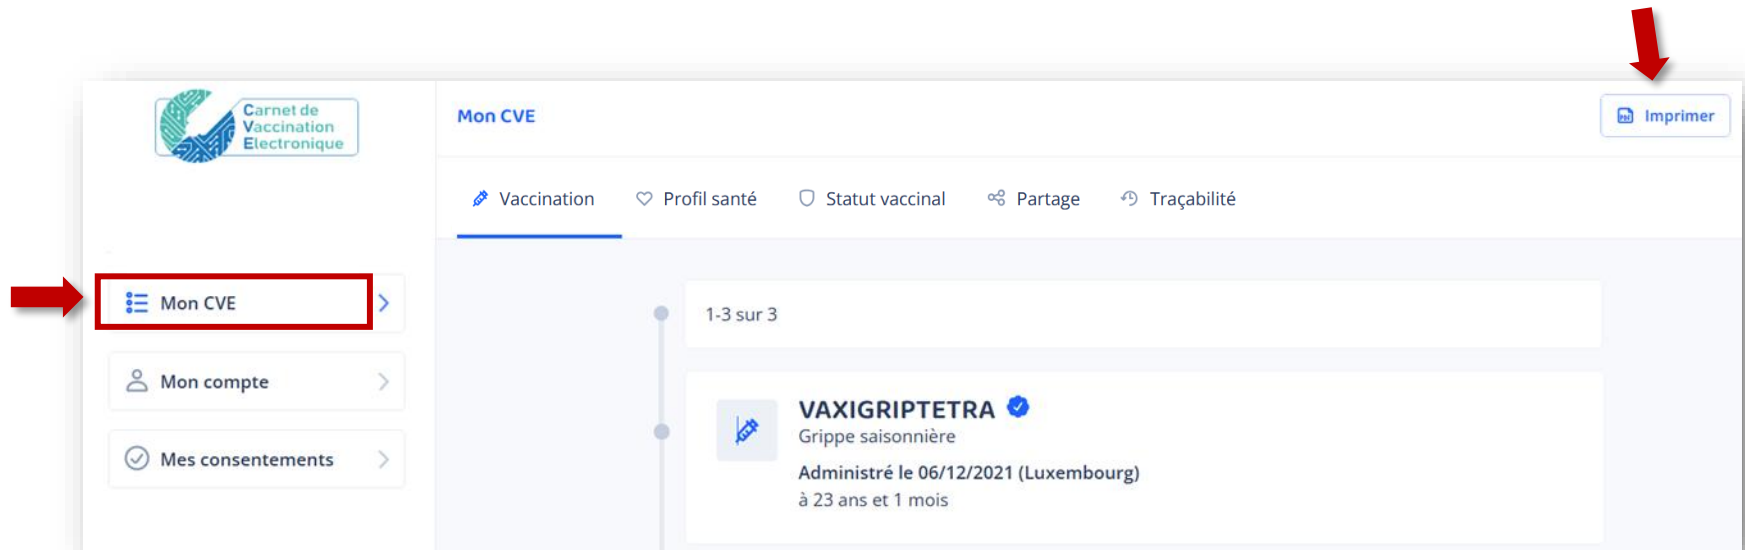 Carnet de
Vaccination
Electronique
Mon CVE
Imprimer
Vaccination
Profil santé
Statut vaccinal
Partage
Traçabilité
Mon CVE
Mon compte
Mes consentements
1-3 sur 3
VAXIGRIPTETRA
Grippe saisonnière
Administré le 06/12/2021 (Luxembourg)
à 23 ans et 1 mois